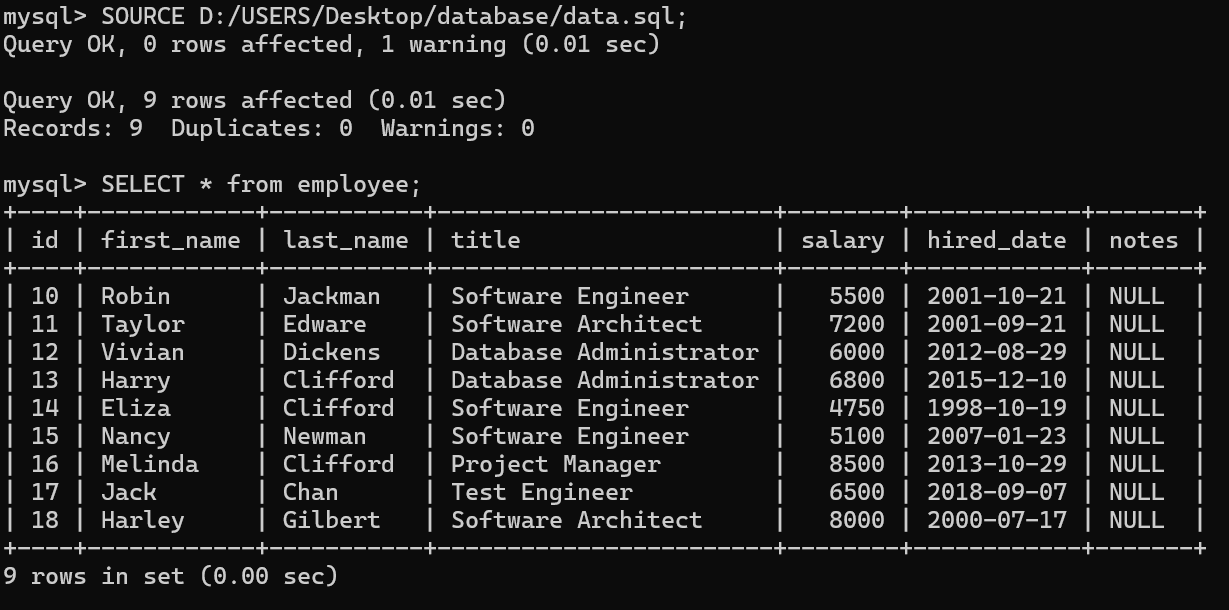 mysql> SOURCE D:/USERS/Desktop/database/data.sql;
Query OK, 0 rows affected, 1 warning (0.01 sec)

Query OK, 9 rows affected (0.01 sec)
Records: 9  Duplicates: 0  Warnings: 0

mysql> SELECT * from employee;
+----+------------+-----------+------------------------+--------+------------+-------+
| id | first_name | last_name | title                  | salary | hired_date | notes |
+----+------------+-----------+------------------------+--------+------------+-------+
| 10 | Robin      | Jackman   | Software Engineer      |   5500 | 2001-10-21 | NULL  |
| 11 | Taylor     | Edware    | Software Architect     |   7200 | 2001-09-21 | NULL  |
| 12 | Vivian     | Dickens   | Database Administrator |   6000 | 2012-08-29 | NULL  |
| 13 | Harry      | Clifford  | Database Administrator |   6800 | 2015-12-10 | NULL  |
| 14 | Eliza      | Clifford  | Software Engineer      |   4750 | 1998-10-19 | NULL  |
| 15 | Nancy      | Newman    | Software Engineer      |   5100 | 2007-01-23 | NULL  |
| 16 | Melinda    | Clifford  | Project Manager        |   8500 | 2013-10-29 | NULL  |
| 17 | Jack       | Chan      | Test Engineer          |   6500 | 2018-09-07 | NULL  |
| 18 | Harley     | Gilbert   | Software Architect     |   8000 | 2000-07-17 | NULL  |
+----+------------+-----------+------------------------+--------+------------+-------+
9 rows in set (0.00 sec)